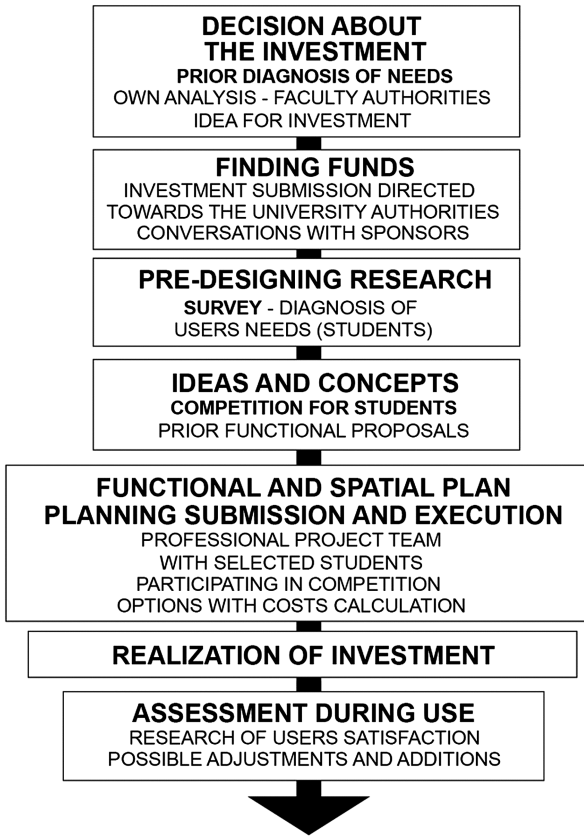 DECISION ABOUT
THE INVESTMENT
PRIOR DIAGNOSIS OF NEEDS
OWN ANALYSIS - FACULTY AUTHORITIES
IDEA FOR INVESTMENT
FINDING FUNDS
INVESTMENT SUBMISSION DIRECTED
TOWARDS THE UNIVERSITY AUTHORITIES
CONVERSATIONS WITH SPONSORS
PRE-DESIGNING RESEARCH
SURVEY - DIAGNOSIS OF
USERS NEEDS (STUDENTS)
IDEAS AND CONCEPTS
COMPETITION FOR STUDENTS
PRIOR FUNCTIONAL PROPOSALS
FUNCTIONAL AND SPATIAL PLAN
PLANNING SUBMISSION AND EXECUTION
PROFESSIONAL PROJECT TEAM
WITH SELECTED STUDENTS
PARTICIPATING IN COMPETITION
OPTIONS WITH COSTS CALCULATION
REALIZATION OF INVESTMENT
ASSESSMENT DURING USE
RESEARCH OF USERS SATISFACTION
POSSIBLE ADJUSTMENTS AND ADDITIONS